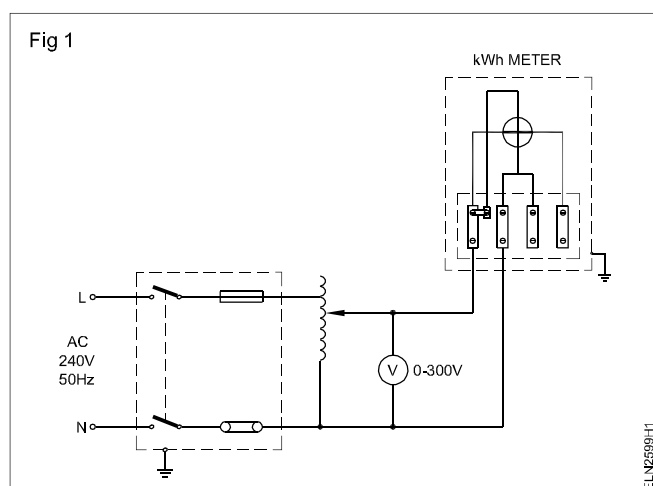 Fig 1
kWh METER
L
AC
240V
50Hz
N
V
0-300V
ELN2599H1